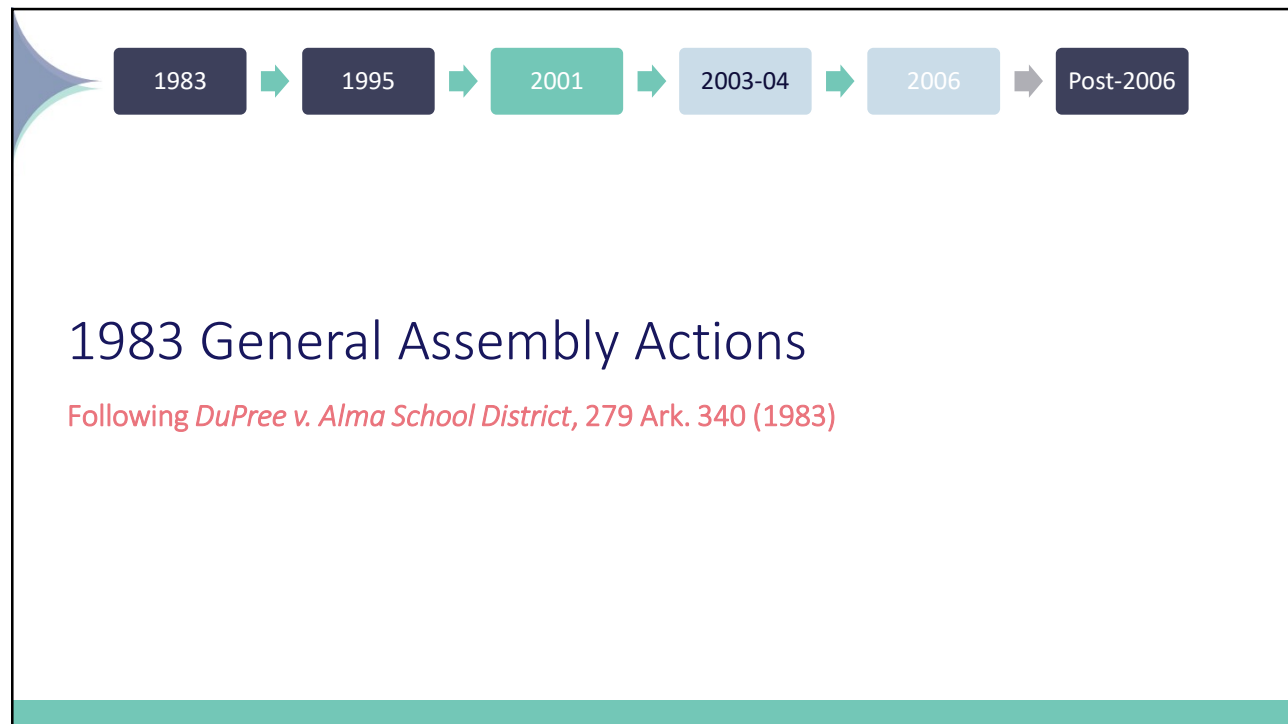 1983
1995
2001
2003-04
2006
Post-2006
1983 General Assembly Actions
Following DuPree v. Alma School District, 279 Ark. 340 (1983)